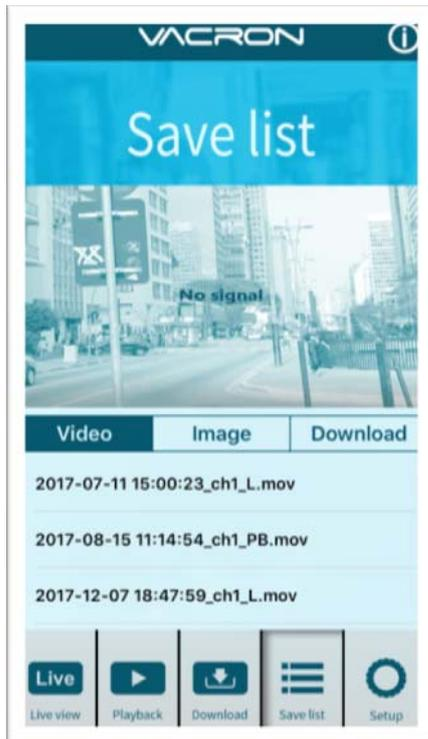 VACRON
Save list
No signal
Video Image Download
2017-07-11 15:00:23_ch1_L.mov
2017-08-15 11:14:54_ch1_PB.mov
2017-12-07 18:47:59_ch1_L.mov
Live
Live view Playback Download Save list Setup